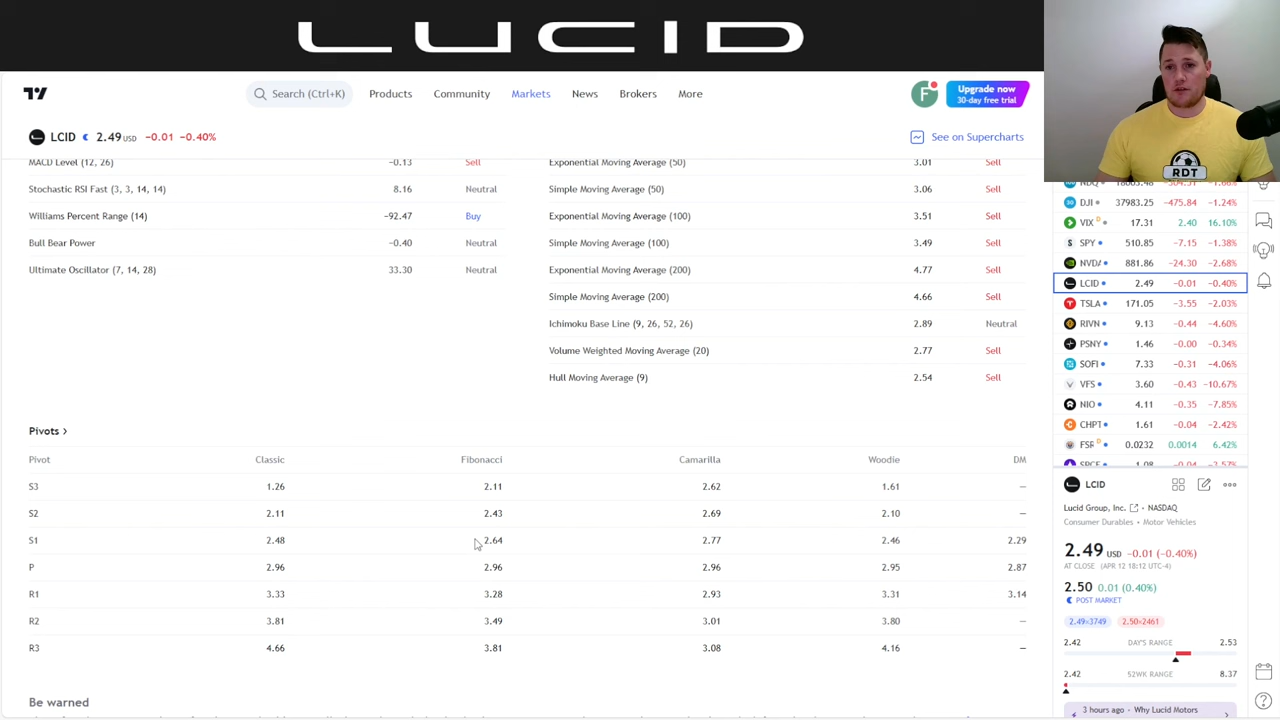 LUCID
Search (Ctrl+K)
Products
Community
Markets
News
Brokers
More
F
Upgrade now
30-day free trial
LCID
2.49 USD
−0.01 −0.40%
See on Supercharts
RDT
MACD Level (12, 26) −0.13 Sell
Stochastic RSI Fast (3, 3, 14, 14) 8.16 Neutral
Williams Percent Range (14) −92.47 Buy
Bull Bear Power −0.40 Neutral
Ultimate Oscillator (7, 14, 28) 33.30 Neutral
Exponential Moving Average (50) 3.01 Sell
Simple Moving Average (50) 3.06 Sell
Exponential Moving Average (100) 3.51 Sell
Simple Moving Average (100) 3.49 Sell
Exponential Moving Average (200) 4.77 Sell
Simple Moving Average (200) 4.66 Sell
Ichimoku Base Line (9, 26, 52, 26) 2.89 Neutral
Volume Weighted Moving Average (20) 2.77 Sell
Hull Moving Average (9) 2.54 Sell
Pivots >
Pivot Classic Fibonacci Camarilla Woodie DM
S3 1.26 2.11 2.62 1.61 —
S2 2.11 2.43 2.69 2.10 —
S1 2.48 2.64 2.77 2.46 2.29
P 2.96 2.96 2.96 2.95 2.87
R1 3.33 3.28 2.93 3.31 3.14
R2 3.81 3.49 3.01 3.80 —
R3 4.66 3.81 3.08 4.16 —
Be warned
DJI 37983.25 −475.84 −1.24%
VIX D 17.31 2.40 16.10%
SPY 510.85 −7.15 −1.38%
NVDA 881.86 −24.30 −2.68%
LCID 2.49 −0.01 −0.40%
TSLA 171.05 −3.55 −2.03%
RIVN 9.13 −0.44 −4.60%
PSNY 1.46 −0.00 −0.34%
SOFI 7.33 −0.31 −4.06%
VFS 3.60 −0.43 −10.67%
NIO 4.11 −0.35 −7.85%
CHPT 1.61 −0.04 −2.42%
FSR D 0.0232 0.0014 6.42%
SPCE 1.08 −0.04 −3.57%
LCID
Lucid Group, Inc. • NASDAQ
Consumer Durables • Motor Vehicles
2.49 USD −0.01 (−0.40%)
AT CLOSE (APR 12 18:12 UTC-4)
2.50 0.01 (0.40%)
POST MARKET
2.49×3749 2.50×2461
2.42 DAY'S RANGE 2.53
2.42 52WK RANGE 8.37
3 hours ago • Why Lucid Motors